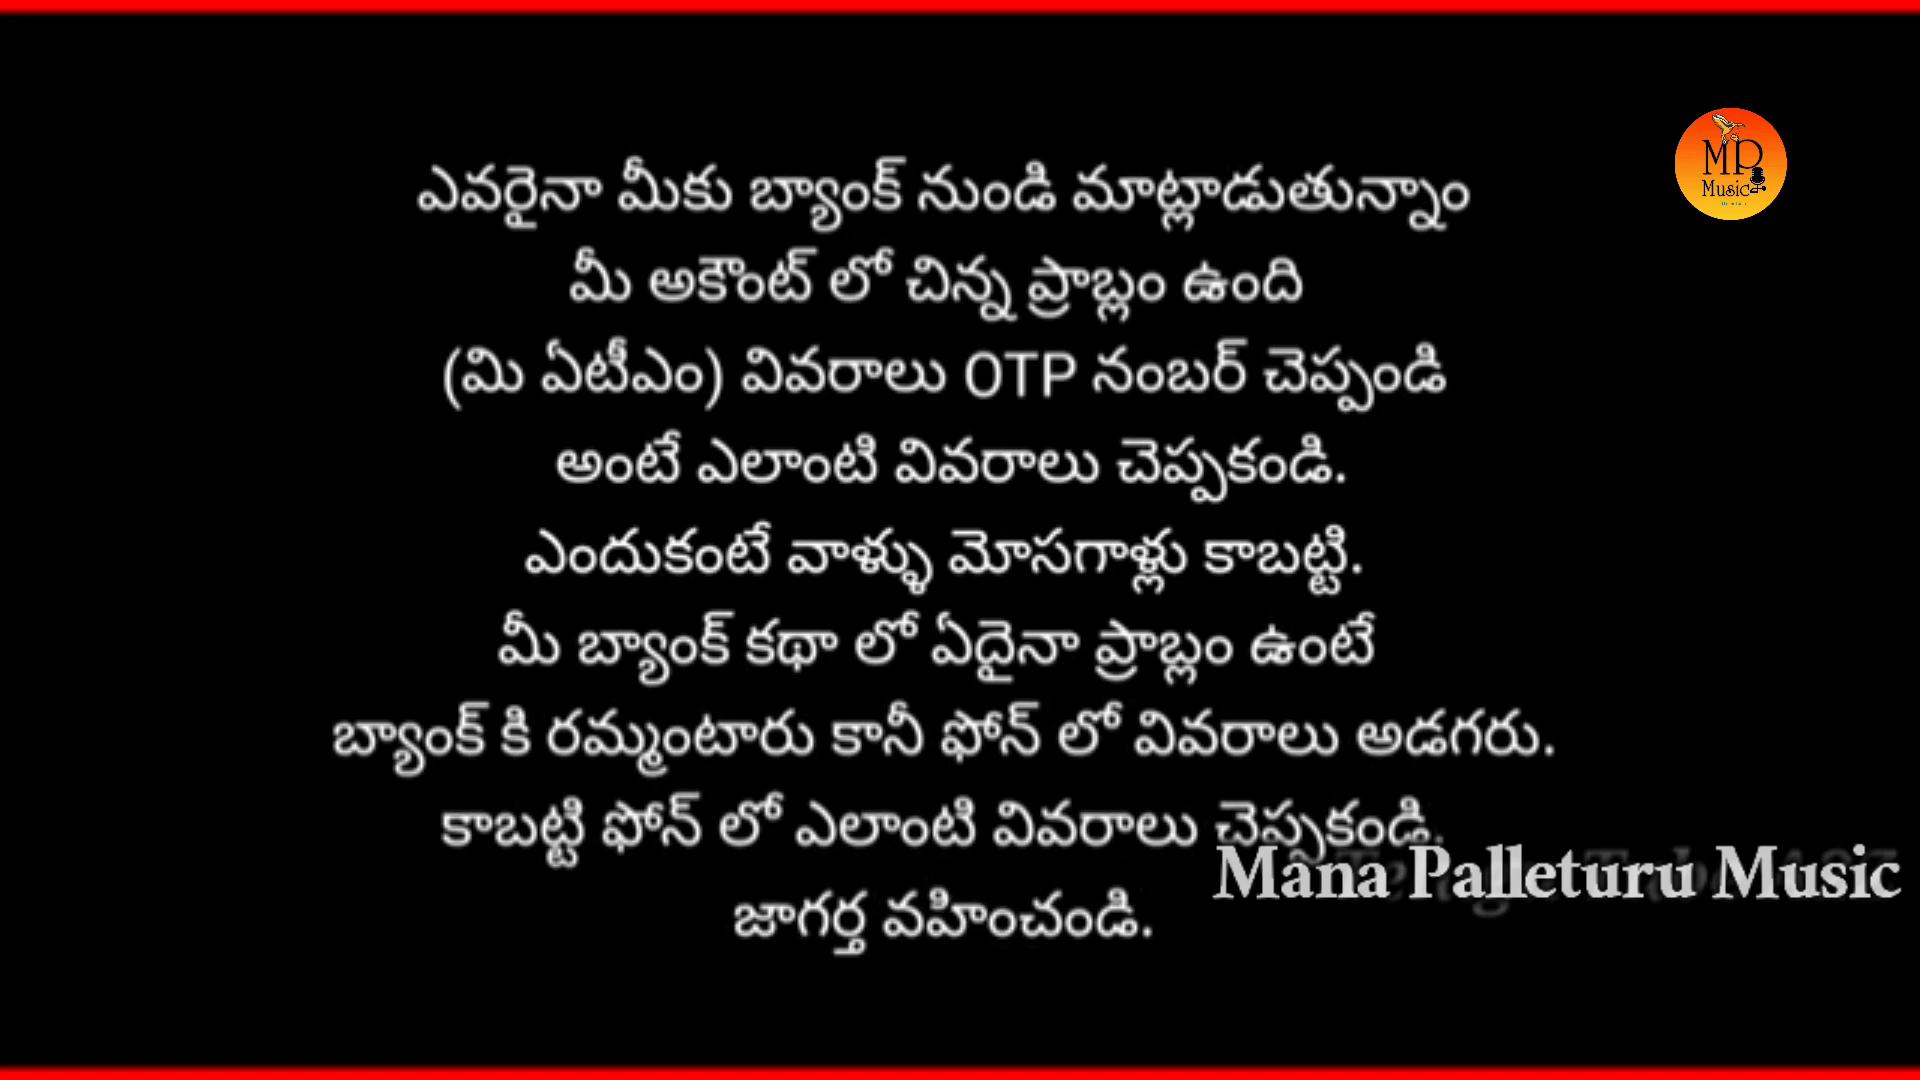 MP
Music
ఎవరైనా మీకు బ్యాంక్ నుండి మాట్లాడుతున్నాం
మీ అకౌంట్ లో చిన్న ప్రాబ్లం ఉంది
(మి ఏటీఎం) వివరాలు OTP నంబర్ చెప్పండి
అంటే ఎలాంటి వివరాలు చెప్పకండి.
ఎందుకంటే వాళ్ళు మోసగాళ్లు కాబట్టి.
మీ బ్యాంక్ కథా లో ఏదైనా ప్రాబ్లం ఉంటే
బ్యాంక్ కి రమ్మంటారు కానీ ఫోన్ లో వివరాలు అడగరు.
కాబట్టి ఫోన్ లో ఎలాంటి వివరాలు చెప్పకండి.
Mana Palleturu Music
జాగర్త వహించండి.